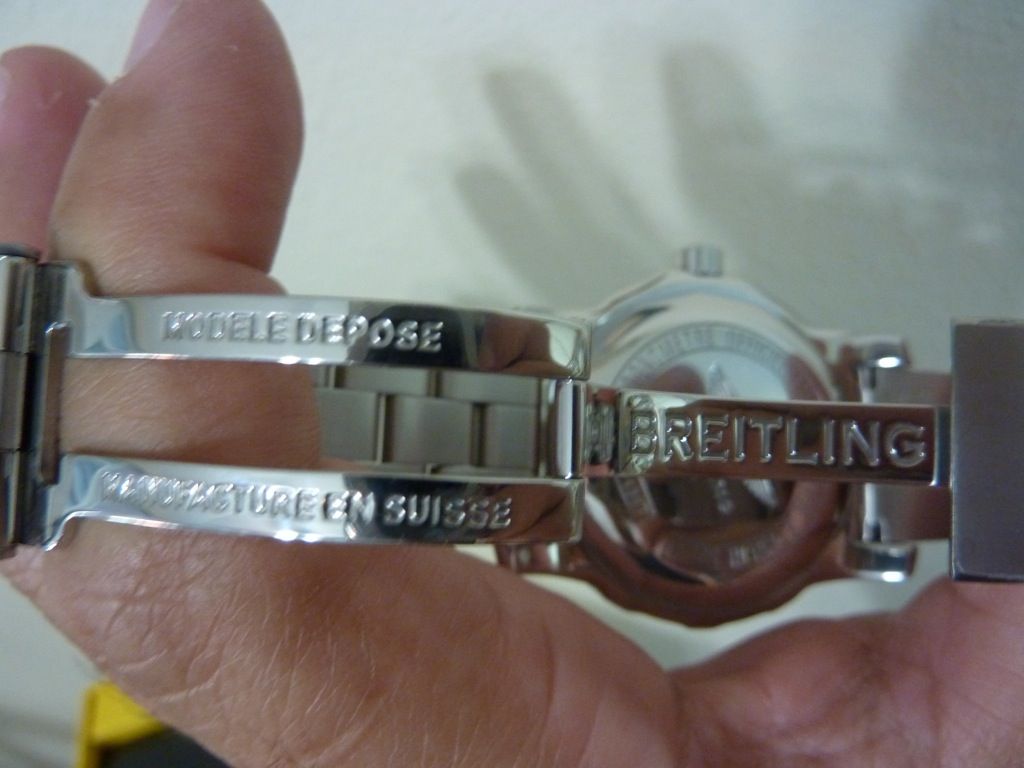 MODELE DEPOSE
BREITLING
MANUFACTURE EN SUISSE